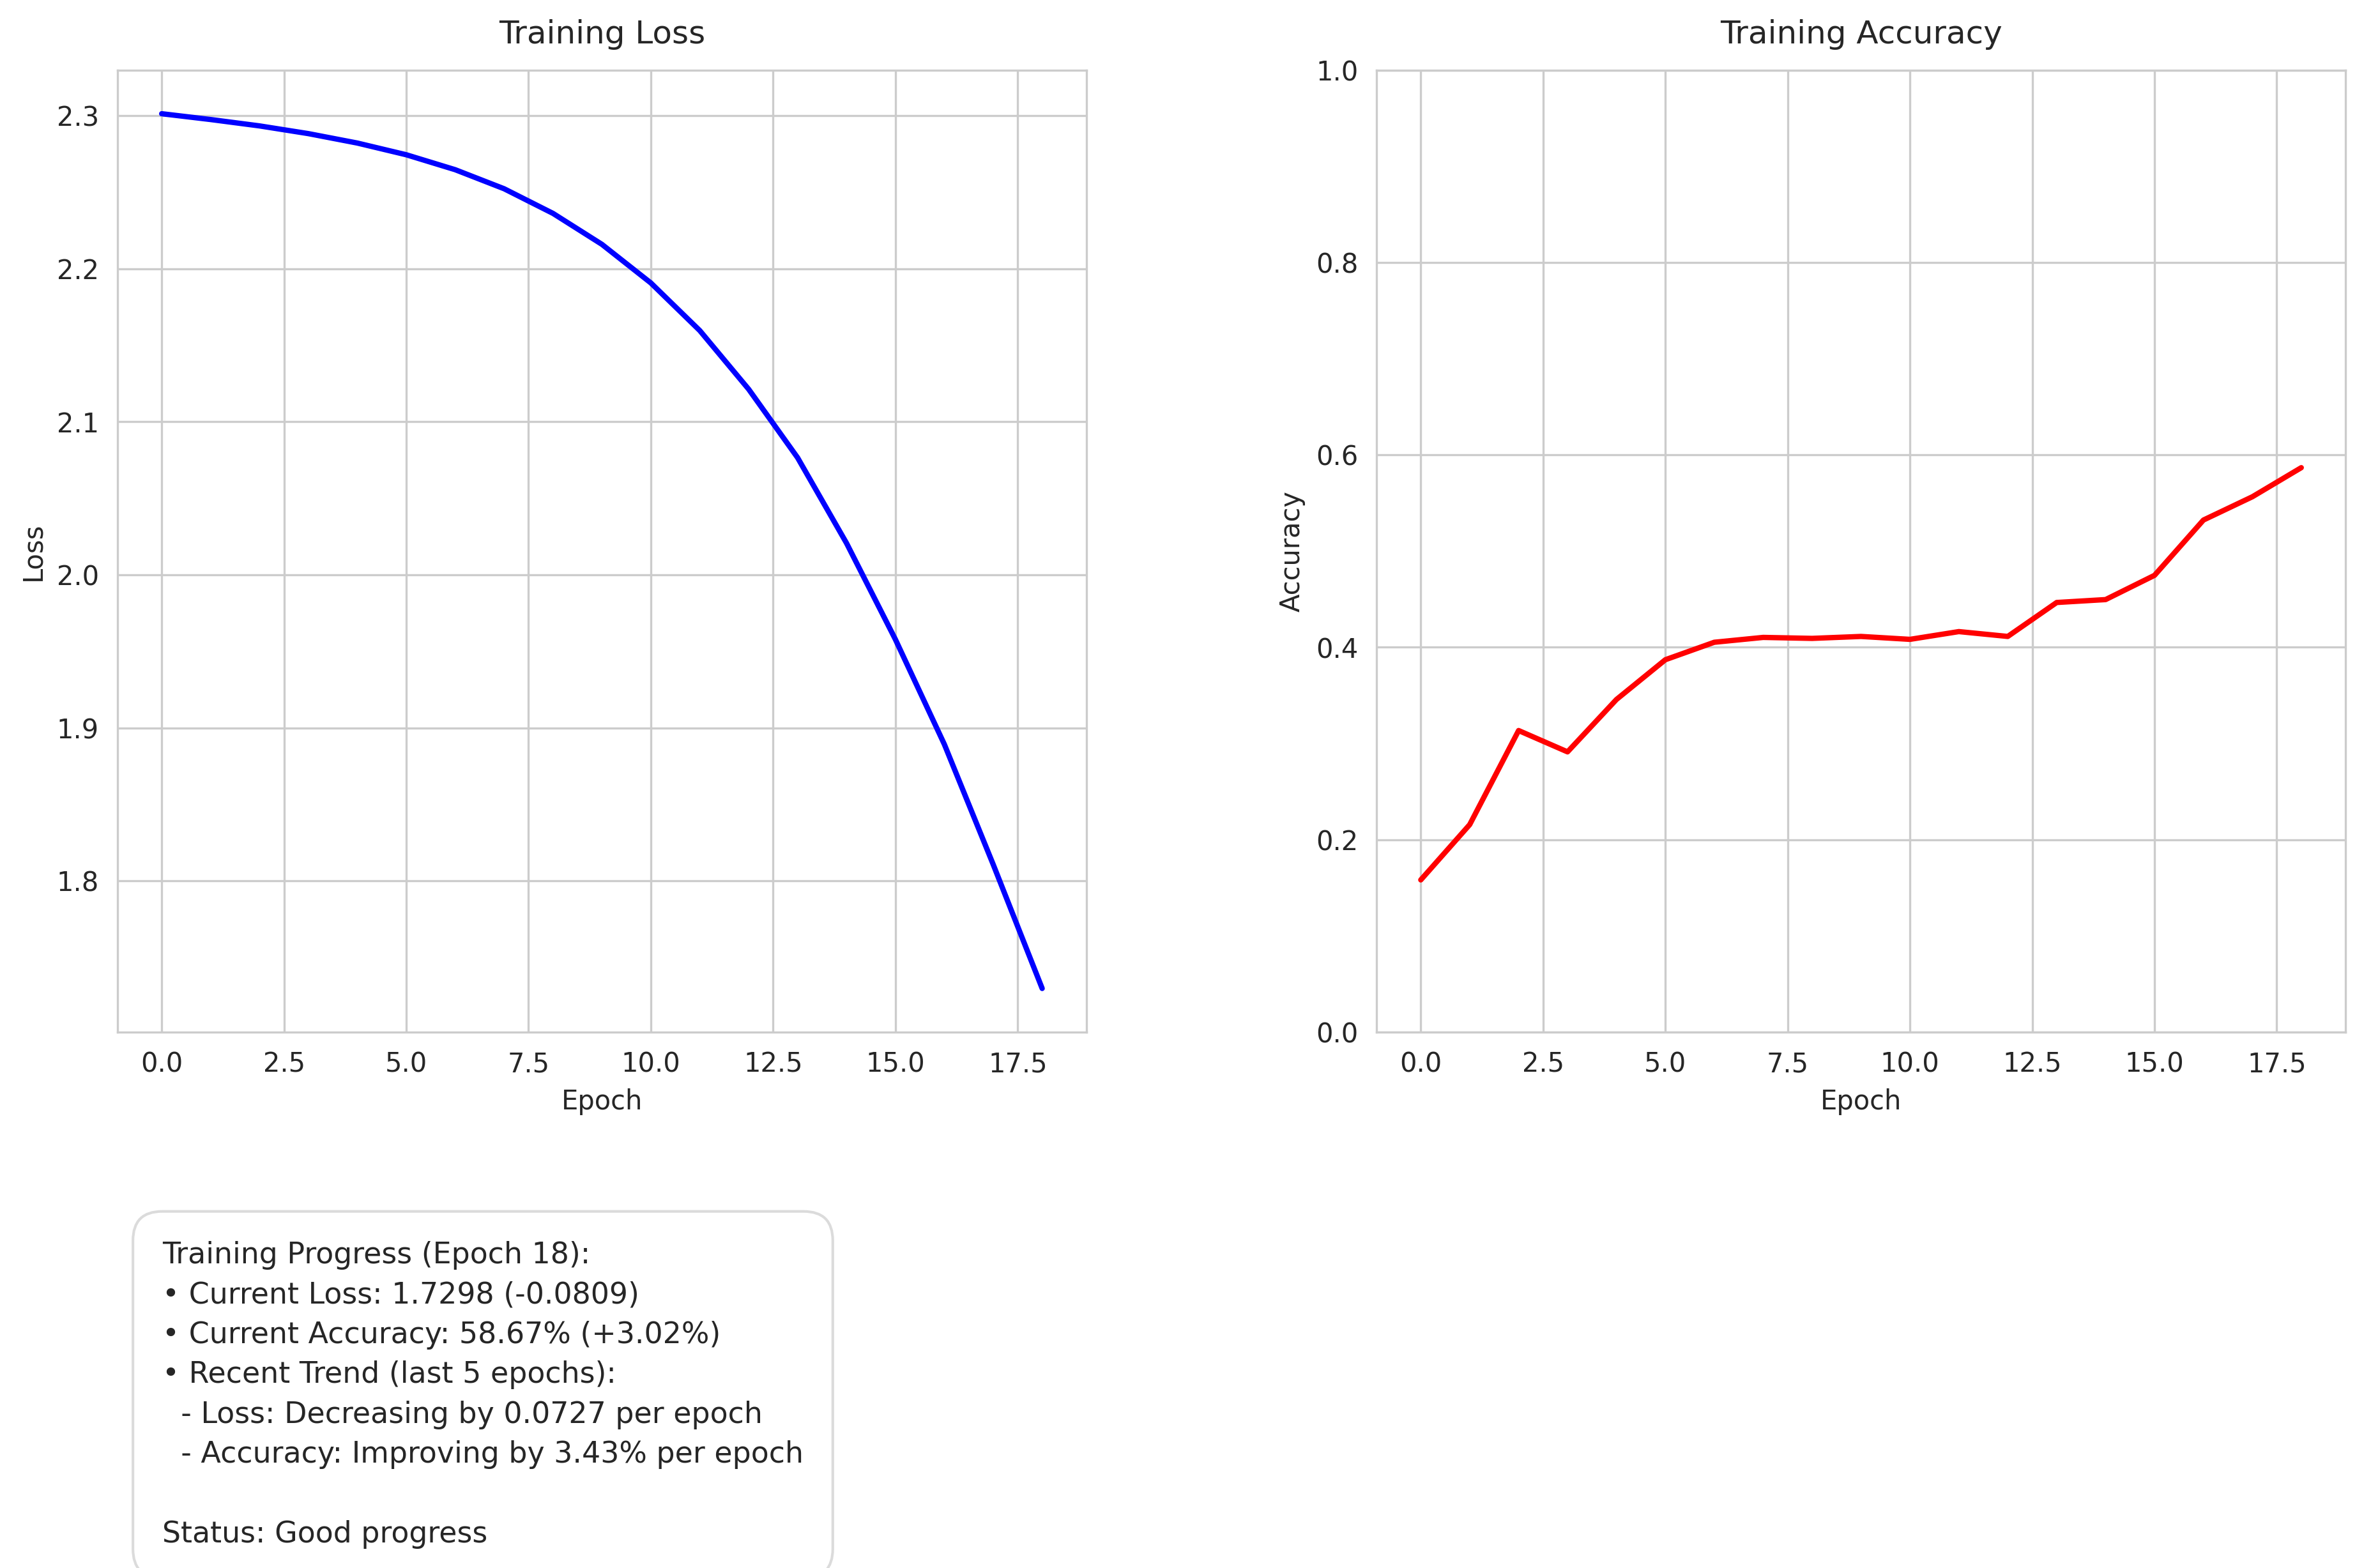 Training Loss
2.3
2.2
2.1
2.0
1.9
1.8
Loss
0.0 2.5 5.0 7.5 10.0 12.5 15.0 17.5
Epoch
Training Accuracy
1.0
0.8
0.6
0.4
0.2
0.0
Accuracy
0.0 2.5 5.0 7.5 10.0 12.5 15.0 17.5
Epoch
Training Progress (Epoch 18):
• Current Loss: 1.7298 (-0.0809)
• Current Accuracy: 58.67% (+3.02%)
• Recent Trend (last 5 epochs):
- Loss: Decreasing by 0.0727 per epoch
- Accuracy: Improving by 3.43% per epoch
Status: Good progress